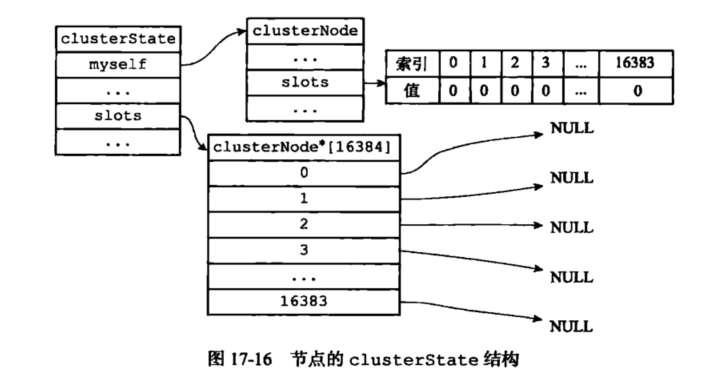 clusterState
myself
...
slots
...
clusterNode
...
slots
...
索引 0 1 2 3 ... 16383
值 0 0 0 0 ... 0
clusterNode*[16384]
0
1
2
3
...
16383
NULL
NULL
NULL
NULL
NULL
图 17-16 节点的 clusterState 结构